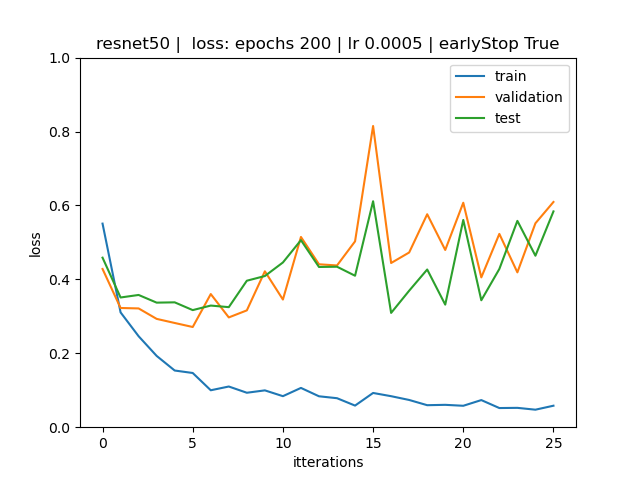 resnet50 |  loss: epochs 200 | lr 0.0005 | earlyStop True
train
validation
test
loss
1.0
0.8
0.6
0.4
0.2
0.0
0 5 10 15 20 25
itterations